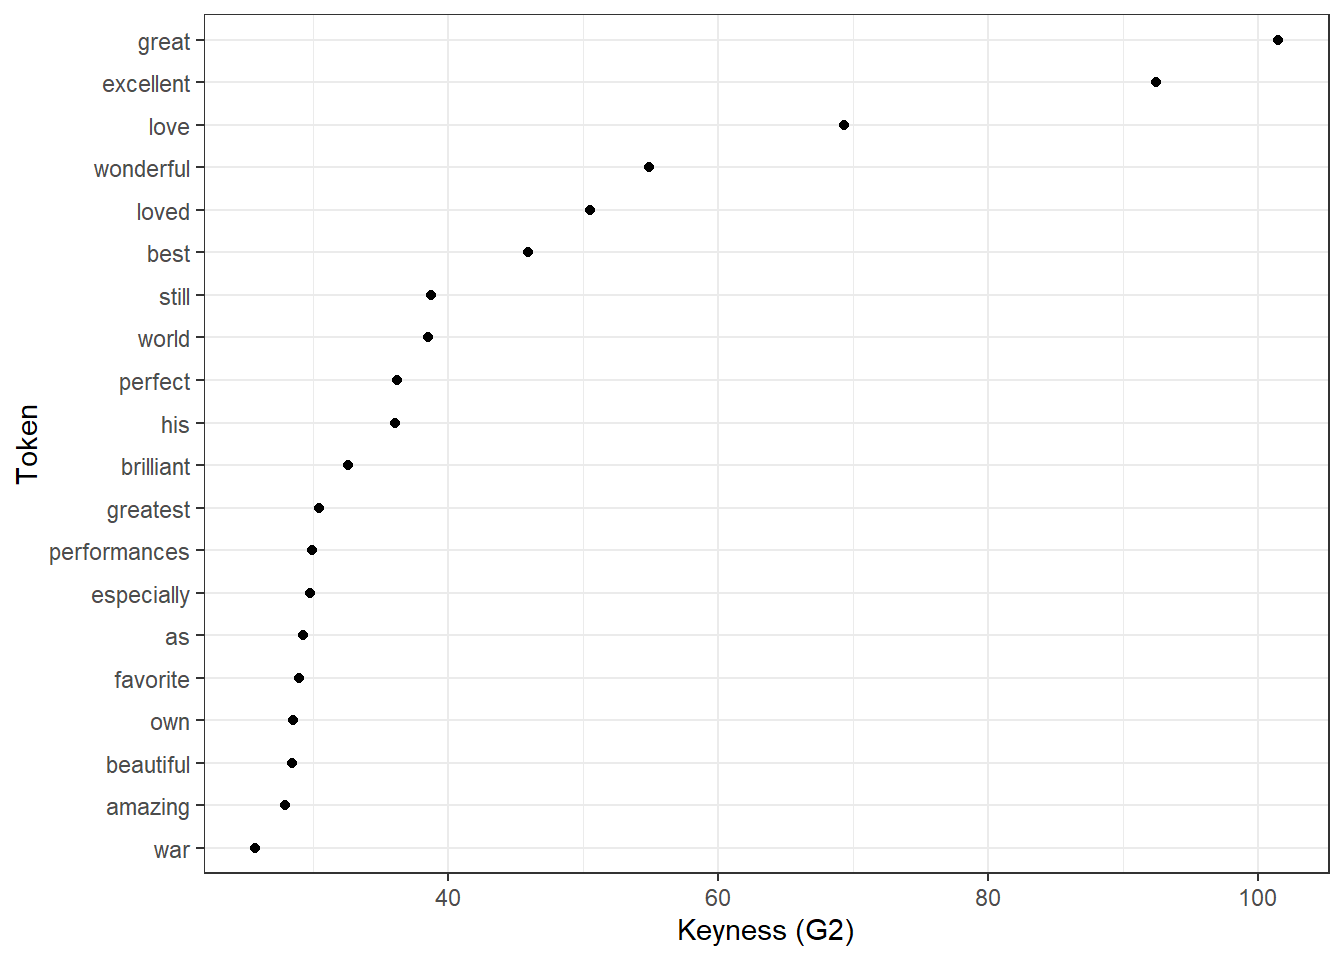 great
excellent
love
wonderful
loved
best
still
world
perfect
his
brilliant
greatest
performances
especially
as
favorite
own
beautiful
amazing
war
Token
40 60 80 100
Keyness (G2)